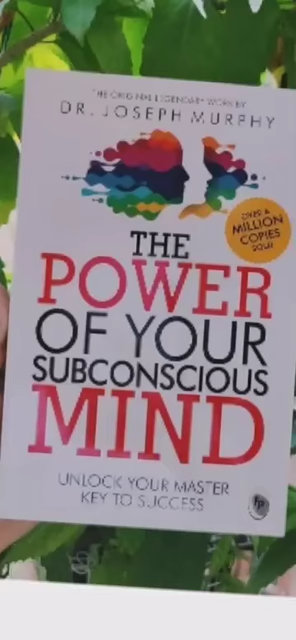 THE ORIGINAL LEGENDARY WORK BY
DR. JOSEPH MURPHY
OVER A
MILLION
COPIES
SOLD
THE
POWER
OF YOUR
SUBCONSCIOUS
MIND
UNLOCK YOUR MASTER
KEY TO SUCCESS
fp